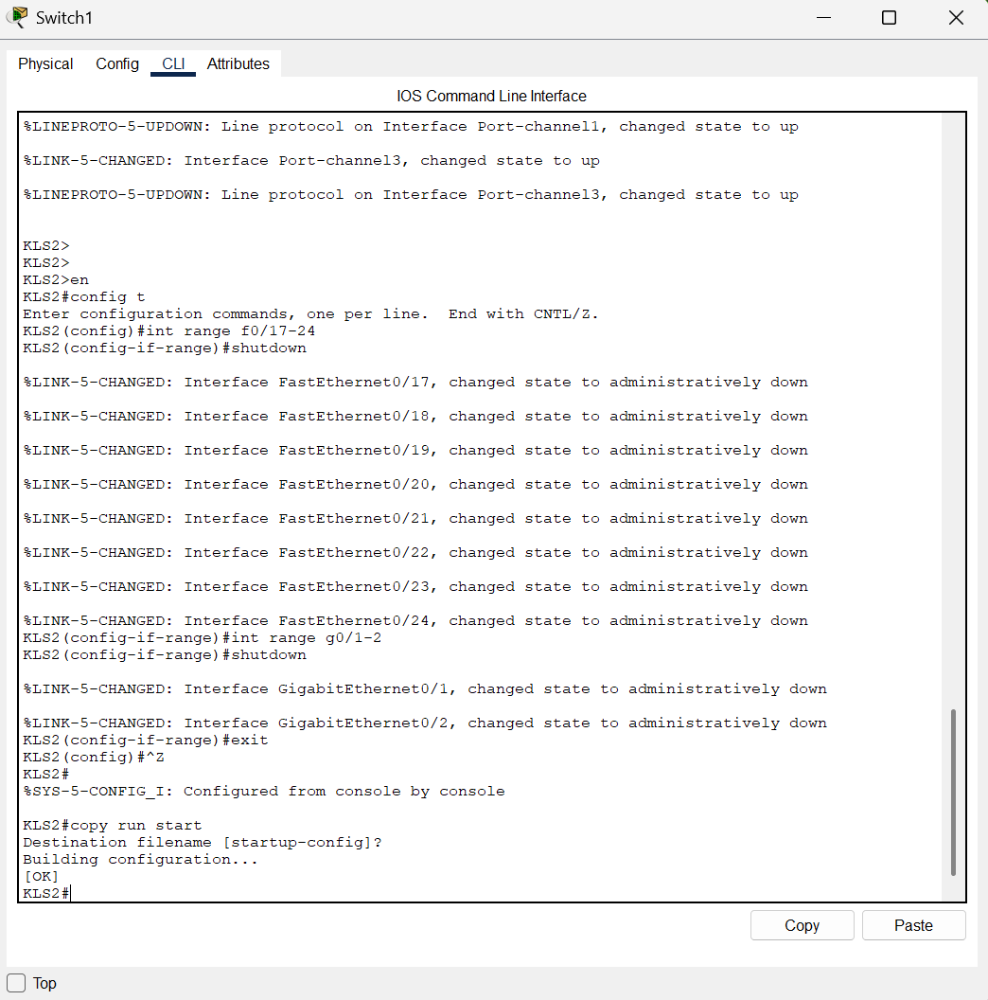 Switch1
Physical Config CLI Attributes
IOS Command Line Interface
%LINEPROTO-5-UPDOWN: Line protocol on Interface Port-channel1, changed state to up
%LINK-5-CHANGED: Interface Port-channel3, changed state to up
%LINEPROTO-5-UPDOWN: Line protocol on Interface Port-channel3, changed state to up
KLS2>
KLS2>
KLS2>en
KLS2#config t
Enter configuration commands, one per line.  End with CNTL/Z.
KLS2(config)#int range f0/17-24
KLS2(config-if-range)#shutdown
%LINK-5-CHANGED: Interface FastEthernet0/17, changed state to administratively down
%LINK-5-CHANGED: Interface FastEthernet0/18, changed state to administratively down
%LINK-5-CHANGED: Interface FastEthernet0/19, changed state to administratively down
%LINK-5-CHANGED: Interface FastEthernet0/20, changed state to administratively down
%LINK-5-CHANGED: Interface FastEthernet0/21, changed state to administratively down
%LINK-5-CHANGED: Interface FastEthernet0/22, changed state to administratively down
%LINK-5-CHANGED: Interface FastEthernet0/23, changed state to administratively down
%LINK-5-CHANGED: Interface FastEthernet0/24, changed state to administratively down
KLS2(config-if-range)#int range g0/1-2
KLS2(config-if-range)#shutdown
%LINK-5-CHANGED: Interface GigabitEthernet0/1, changed state to administratively down
%LINK-5-CHANGED: Interface GigabitEthernet0/2, changed state to administratively down
KLS2(config-if-range)#exit
KLS2(config)#^Z
KLS2#
%SYS-5-CONFIG_I: Configured from console by console
KLS2#copy run start
Destination filename [startup-config]?
Building configuration...
[OK]
KLS2#
Copy Paste
Top